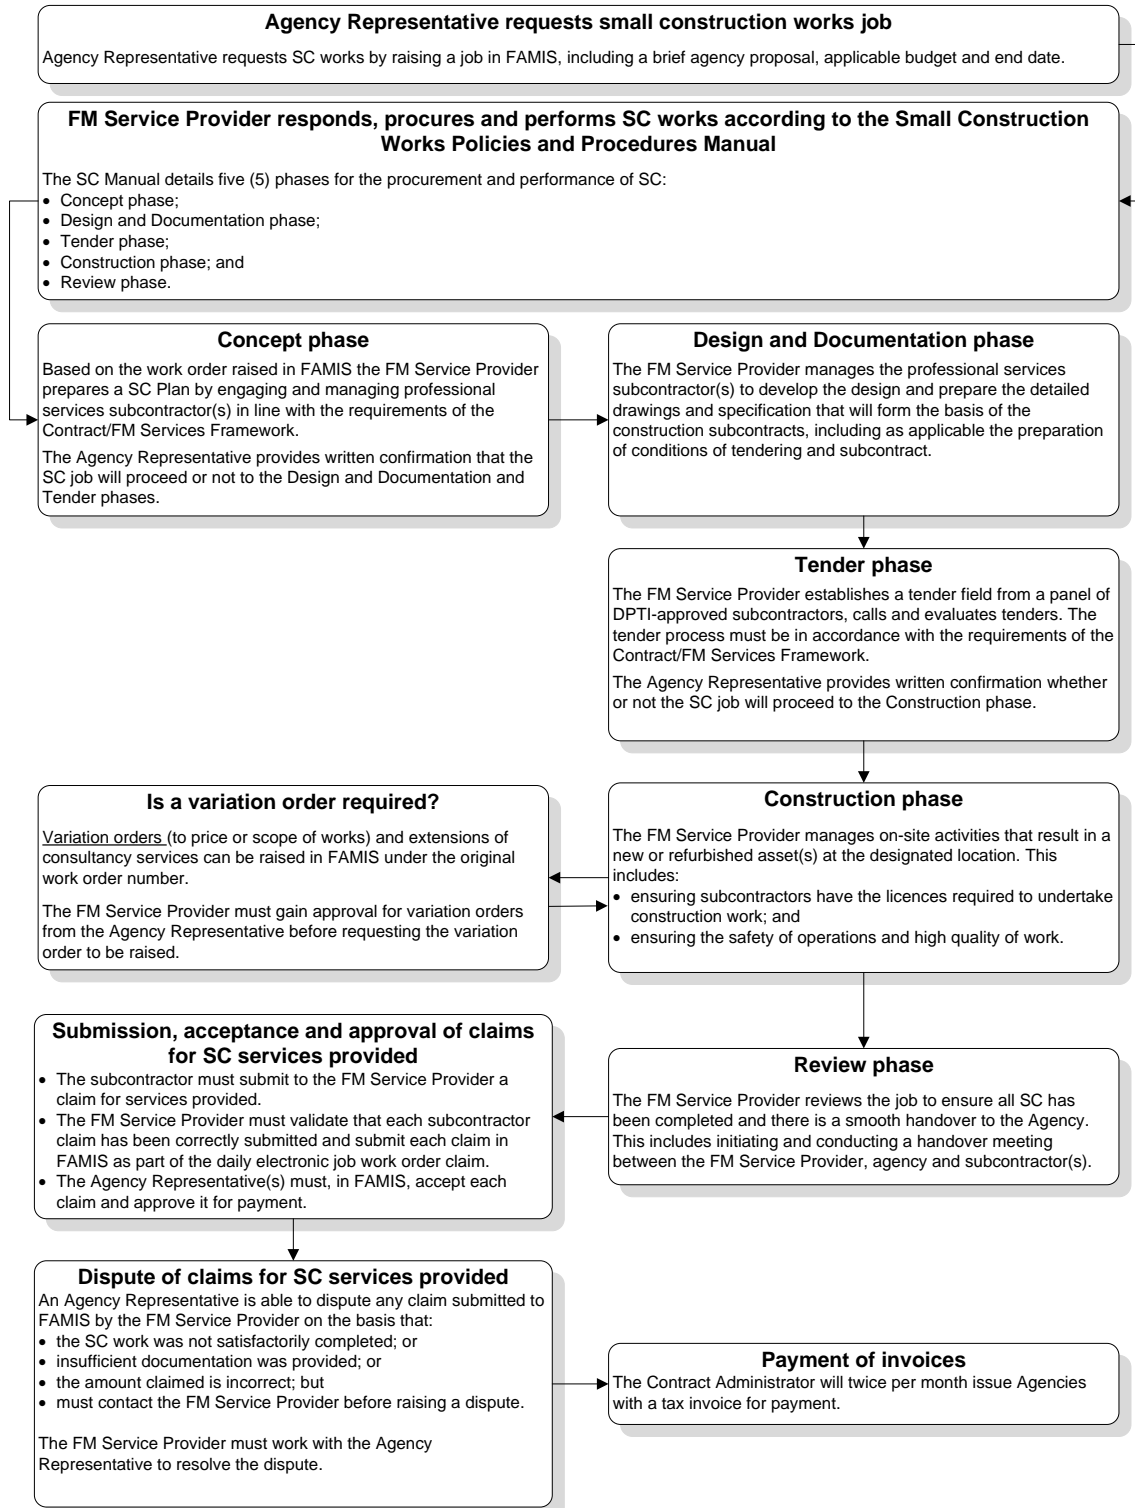 Agency Representative requests small construction works job
Agency Representative requests SC works by raising a job in FAMIS, including a brief agency proposal, applicable budget and end date.
FM Service Provider responds, procures and performs SC works according to the Small Construction
Works Policies and Procedures Manual
The SC Manual details five (5) phases for the procurement and performance of SC:
• Concept phase;
• Design and Documentation phase;
• Tender phase;
• Construction phase; and
• Review phase.
Concept phase
Based on the work order raised in FAMIS the FM Service Provider
prepares a SC Plan by engaging and managing professional
services subcontractor(s) in line with the requirements of the
Contract/FM Services Framework.
The Agency Representative provides written confirmation that the
SC job will proceed or not to the Design and Documentation and
Tender phases.
Design and Documentation phase
The FM Service Provider manages the professional services
subcontractor(s) to develop the design and prepare the detailed
drawings and specification that will form the basis of the
construction subcontracts, including as applicable the preparation
of conditions of tendering and subcontract.
Tender phase
The FM Service Provider establishes a tender field from a panel of
DPTI-approved subcontractors, calls and evaluates tenders. The
tender process must be in accordance with the requirements of the
Contract/FM Services Framework.
The Agency Representative provides written confirmation whether
or not the SC job will proceed to the Construction phase.
Is a variation order required?
Variation orders (to price or scope of works) and extensions of
consultancy services can be raised in FAMIS under the original
work order number.
The FM Service Provider must gain approval for variation orders
from the Agency Representative before requesting the variation
order to be raised.
Construction phase
The FM Service Provider manages on-site activities that result in a
new or refurbished asset(s) at the designated location. This
includes:
• ensuring subcontractors have the licences required to undertake
construction work; and
• ensuring the safety of operations and high quality of work.
Submission, acceptance and approval of claims
for SC services provided
• The subcontractor must submit to the FM Service Provider a
claim for services provided.
• The FM Service Provider must validate that each subcontractor
claim has been correctly submitted and submit each claim in
FAMIS as part of the daily electronic job work order claim.
• The Agency Representative(s) must, in FAMIS, accept each
claim and approve it for payment.
Review phase
The FM Service Provider reviews the job to ensure all SC has
been completed and there is a smooth handover to the Agency.
This includes initiating and conducting a handover meeting
between the FM Service Provider, agency and subcontractor(s).
Dispute of claims for SC services provided
An Agency Representative is able to dispute any claim submitted to
FAMIS by the FM Service Provider on the basis that:
• the SC work was not satisfactorily completed; or
• insufficient documentation was provided; or
• the amount claimed is incorrect; but
• must contact the FM Service Provider before raising a dispute.
The FM Service Provider must work with the Agency
Representative to resolve the dispute.
Payment of invoices
The Contract Administrator will twice per month issue Agencies
with a tax invoice for payment.